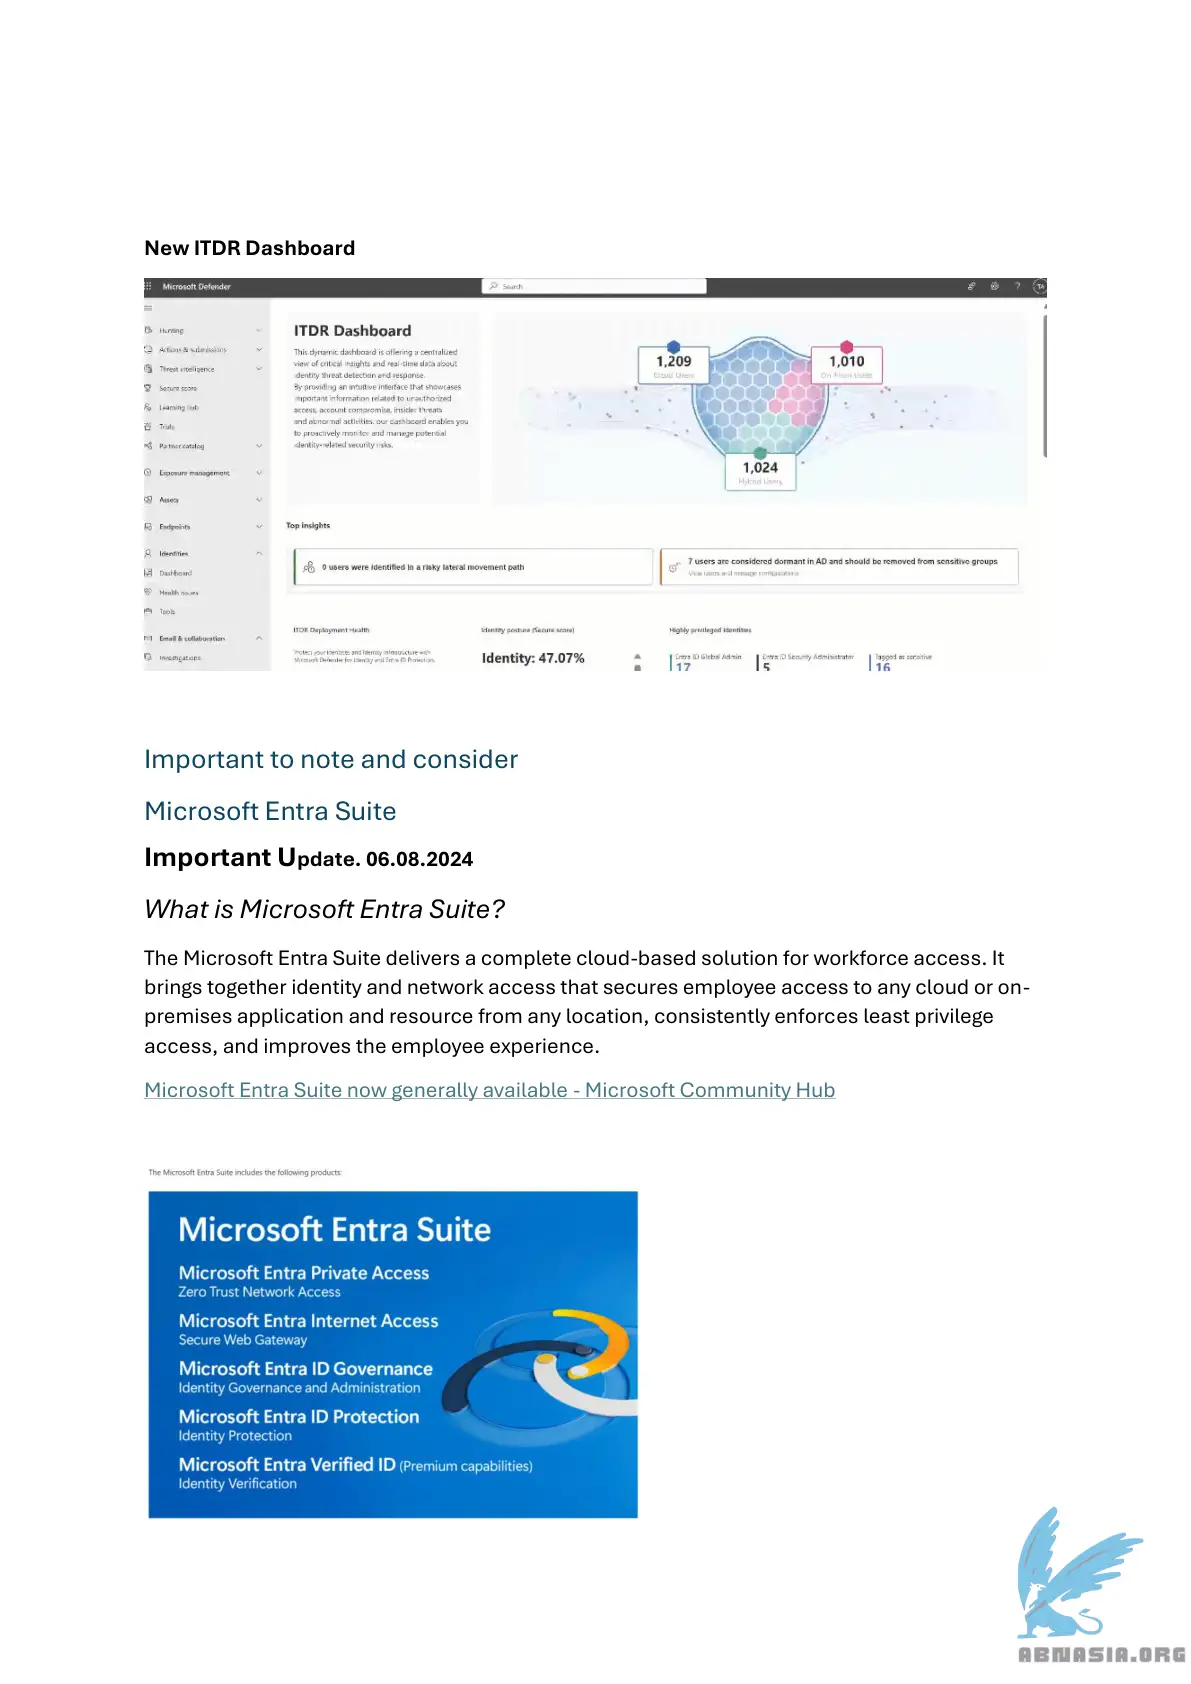 New ITDR Dashboard
Microsoft Defender
Search
?
TA
Hunting
Actions & submissions
Threat intelligence
Secure score
Learning hub
Trials
Partner catalog
Exposure management
Assets
Endpoints
Identities
Dashboard
Health issues
Tools
Email & collaboration
Investigations
ITDR Dashboard
This dynamic dashboard is offering a centralized
view of critical insights and real-time data about
identity threat detection and response.
By providing an intuitive interface that showcases
important information related to unauthorized
access, account compromise, insider threats
and abnormal activities, our dashboard enables you
to proactively monitor and manage potential
identity-related security risks.
1,209
Cloud Users
1,010
On-Prem Users
1,024
Hybrid Users
Top insights
0 users were identified in a risky lateral movement path
7 users are considered dormant in AD and should be removed from sensitive groups
View users and manage configurations
ITDR Deployment Health
Protect your identities and identity infrastructure with
Microsoft Defender for Identity and Entra ID Protection.
Identity posture (Secure score)
Identity: 47.07%
Highly privileged identities
Entra ID Global Admin
17
Entra ID Security Administrator
5
Tagged as sensitive
16
Important to note and consider
Microsoft Entra Suite
Important Update. 06.08.2024
What is Microsoft Entra Suite?
The Microsoft Entra Suite delivers a complete cloud-based solution for workforce access. It
brings together identity and network access that secures employee access to any cloud or on-
premises application and resource from any location, consistently enforces least privilege
access, and improves the employee experience.
Microsoft Entra Suite now generally available - Microsoft Community Hub
The Microsoft Entra Suite includes the following products:
Microsoft Entra Suite
Microsoft Entra Private Access
Zero Trust Network Access
Microsoft Entra Internet Access
Secure Web Gateway
Microsoft Entra ID Governance
Identity Governance and Administration
Microsoft Entra ID Protection
Identity Protection
Microsoft Entra Verified ID (Premium capabilities)
Identity Verification
ABNASIA.ORG